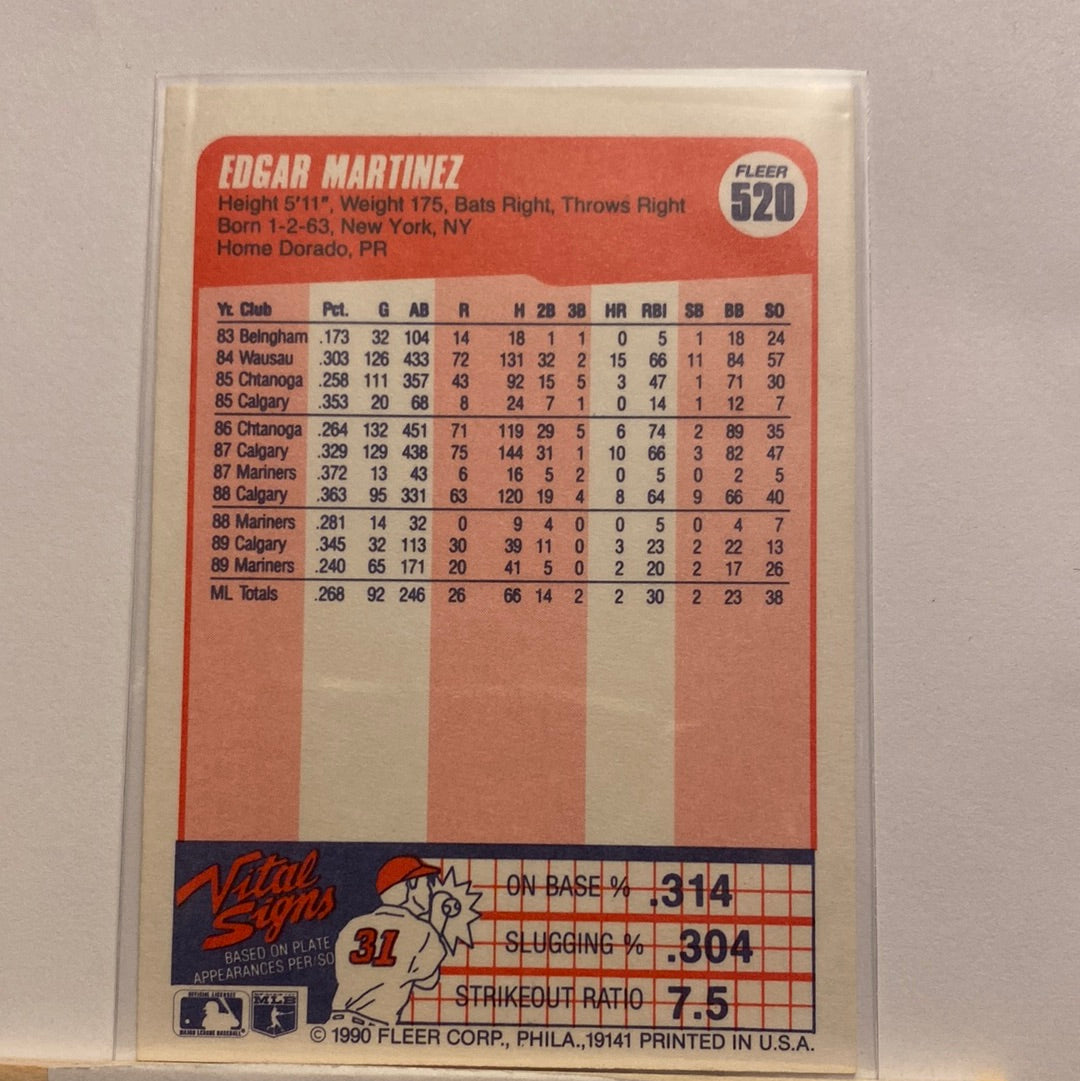 EDGAR MARTINEZ
FLEER
520
Height 5'11", Weight 175, Bats Right, Throws Right
Born 1-2-63, New York, NY
Home Dorado, PR
Yr. Club Pct. G AB R H 2B 3B HR RBI SB BB SO
83 Belngham .173 32 104 14 18 1 1 0 5 1 18 24
84 Wausau .303 126 433 72 131 32 2 15 66 11 84 57
85 Chtanoga .258 111 357 43 92 15 5 3 47 1 71 30
85 Calgary .353 20 68 8 24 7 1 0 14 1 12 7
86 Chtanoga .264 132 451 71 119 29 5 6 74 2 89 35
87 Calgary .329 129 438 75 144 31 1 10 66 3 82 47
87 Mariners .372 13 43 6 16 5 2 0 5 0 2 5
88 Calgary .363 95 331 63 120 19 4 8 64 9 66 40
88 Mariners .281 14 32 0 9 4 0 0 5 0 4 7
89 Calgary .345 32 113 30 39 11 0 3 23 2 22 13
89 Mariners .240 65 171 20 41 5 0 2 20 2 17 26
ML Totals .268 92 246 26 66 14 2 2 30 2 23 38
Vital
Signs
BASED ON PLATE
APPEARANCES PER/SO
31
ON BASE % .314
SLUGGING % .304
STRIKEOUT RATIO 7.5
OFFICIAL LICENSEE
MAJOR LEAGUE BASEBALL
MLB
© 1990 FLEER CORP., PHILA.,19141 PRINTED IN U.S.A.